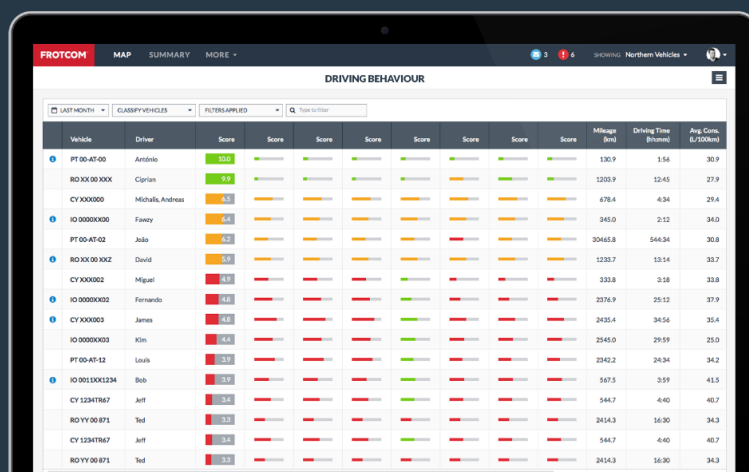 FROTCOM MAP SUMMARY MORE 3 6 SHOWING Northern Vehicles
DRIVING BEHAVIOUR
LAST MONTH CLASSIFY VEHICLES FILTERS APPLIED Type to filter
Vehicle Driver Score Score Score Score Score Score Score Score Mileage (km) Driving Time (hh:mm) Avg. Cons. (L/100km)
PT 00-AT-00 António 10.0 130.9 1:56 30.9
RO XX 00 XXX Ciprian 9.9 1203.9 12:45 27.9
CY XXX000 Michalis, Andreas 6.5 678.4 4:34 29.4
IO 0000XX00 Fawzy 6.4 345.0 2:12 34.0
PT 00-AT-02 João 6.2 30465.8 544:34 30.8
RO XX 00 XXZ David 5.9 1233.7 13:14 33.7
CY XXX002 Miguel 4.9 333.8 3:18 33.8
IO 0000XX02 Fernando 4.8 2376.9 25:12 37.9
CY XXX003 James 4.8 2435.4 34:56 35.4
IO 0000XX03 Kim 4.4 2545.0 29:59 25.0
PT 00-AT-12 Louis 3.9 2342.2 24:34 34.2
IO 0011XX1234 Bob 3.9 567.5 3:59 41.5
CY 1234TR67 Jeff 3.4 544.7 4:40 40.7
RO YY 00 871 Ted 3.3 2414.3 16:30 34.3
CY 1234TR67 Jeff 3.4 544.7 4:40 40.7
RO YY 00 871 Ted 3.3 2414.3 16:30 34.3